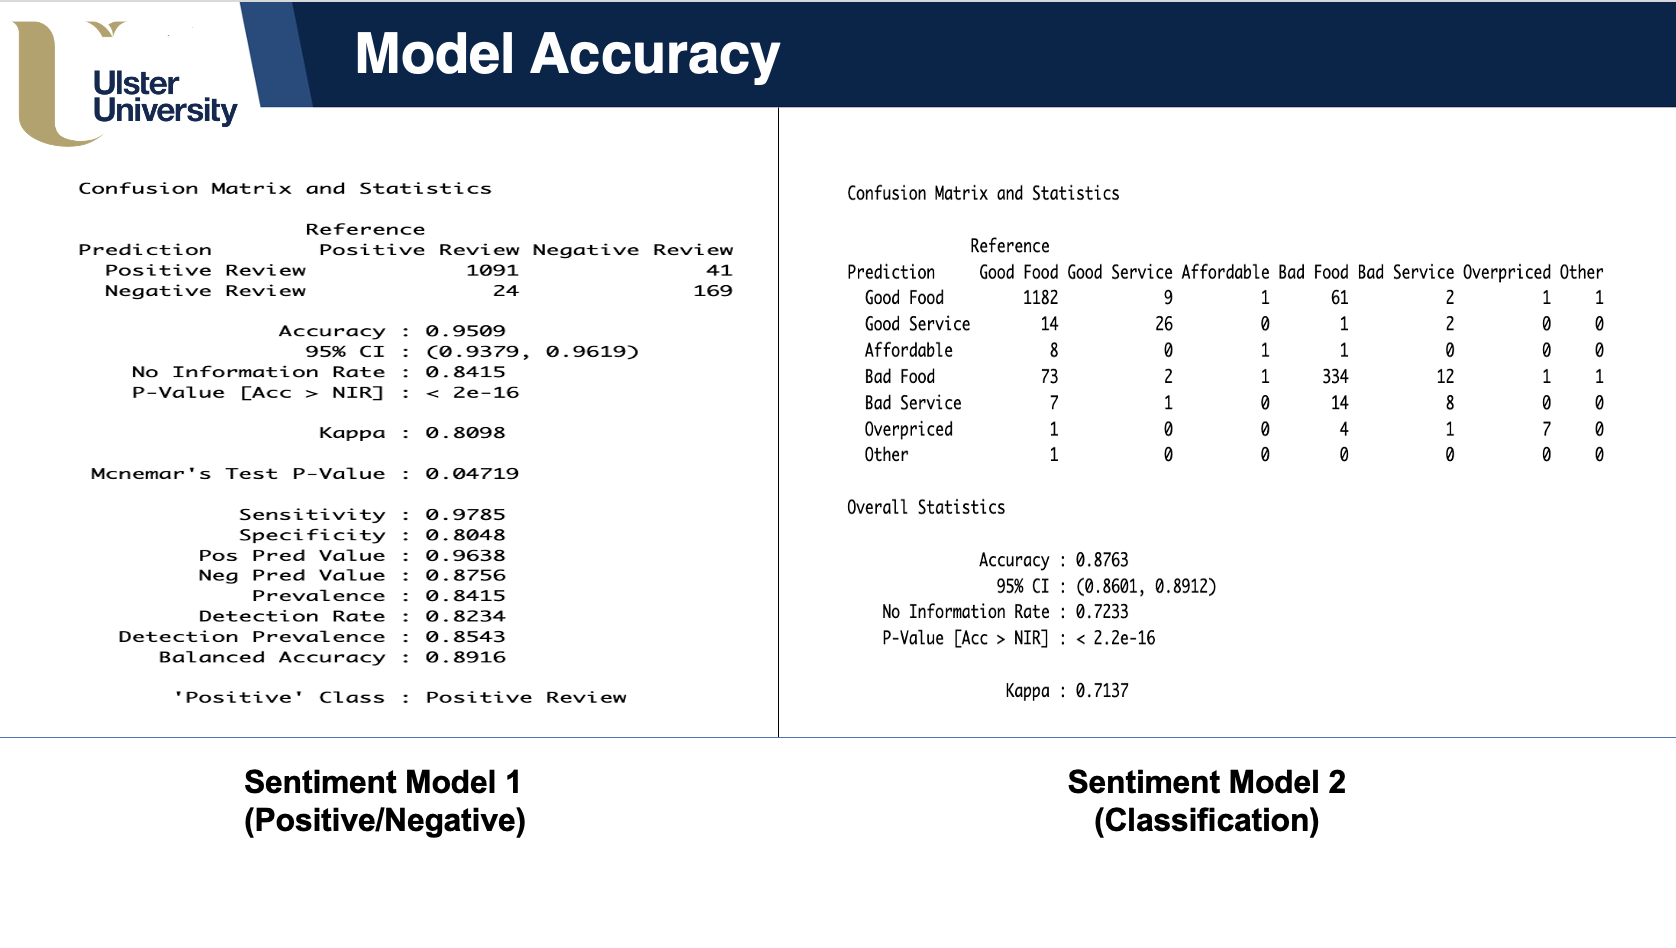 Ulster
University
Model Accuracy
Confusion Matrix and Statistics
Reference
Prediction Positive Review Negative Review
Positive Review 1091 41
Negative Review 24 169
Accuracy : 0.9509
95% CI : (0.9379, 0.9619)
No Information Rate : 0.8415
P-Value [Acc > NIR] : < 2e-16
Kappa : 0.8098
Mcnemar's Test P-Value : 0.04719
Sensitivity : 0.9785
Specificity : 0.8048
Pos Pred Value : 0.9638
Neg Pred Value : 0.8756
Prevalence : 0.8415
Detection Rate : 0.8234
Detection Prevalence : 0.8543
Balanced Accuracy : 0.8916
'Positive' Class : Positive Review
Sentiment Model 1
(Positive/Negative)
Confusion Matrix and Statistics
Reference
Prediction Good Food Good Service Affordable Bad Food Bad Service Overpriced Other
Good Food 1182 9 1 61 2 1 1
Good Service 14 26 0 1 2 0 0
Affordable 8 0 1 1 0 0 0
Bad Food 73 2 1 334 12 1 1
Bad Service 7 1 0 14 8 0 0
Overpriced 1 0 0 4 1 7 0
Other 1 0 0 0 0 0 0
Overall Statistics
Accuracy : 0.8763
95% CI : (0.8601, 0.8912)
No Information Rate : 0.7233
P-Value [Acc > NIR] : < 2.2e-16
Kappa : 0.7137
Sentiment Model 2
(Classification)